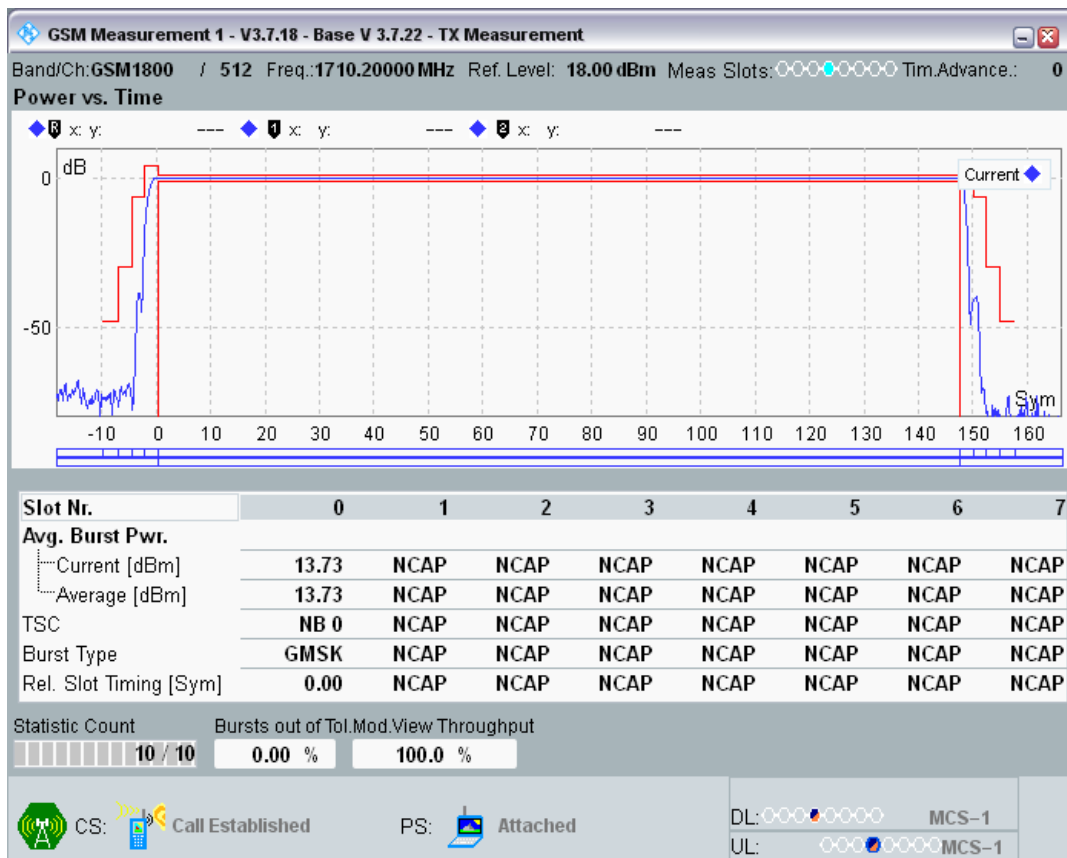 GSM Measurement 1 - V3.7.18 - Base V 3.7.22 - TX Measurement
Band/Ch:GSM1800 / 512 Freq.:1710.20000 MHz Ref. Level: 18.00 dBm Meas Slots: Tim.Advance.: 0
Power vs. Time
R x: y: --- 1 x: y: --- 2 x: y: ---
dB
Current
0
-50
Sym
-10 0 10 20 30 40 50 60 70 80 90 100 110 120 130 140 150 160
Slot Nr. 0 1 2 3 4 5 6 7
Avg. Burst Pwr.
Current [dBm] 13.73 NCAP NCAP NCAP NCAP NCAP NCAP NCAP
Average [dBm] 13.73 NCAP NCAP NCAP NCAP NCAP NCAP NCAP
TSC NB 0 NCAP NCAP NCAP NCAP NCAP NCAP NCAP
Burst Type GMSK NCAP NCAP NCAP NCAP NCAP NCAP NCAP
Rel. Slot Timing [Sym] 0.00 NCAP NCAP NCAP NCAP NCAP NCAP NCAP
Statistic Count Bursts out of Tol.Mod.View Throughput
10 / 10 0.00 % 100.0 %
CS: Call Established PS: Attached
DL: MCS-1
UL: MCS-1